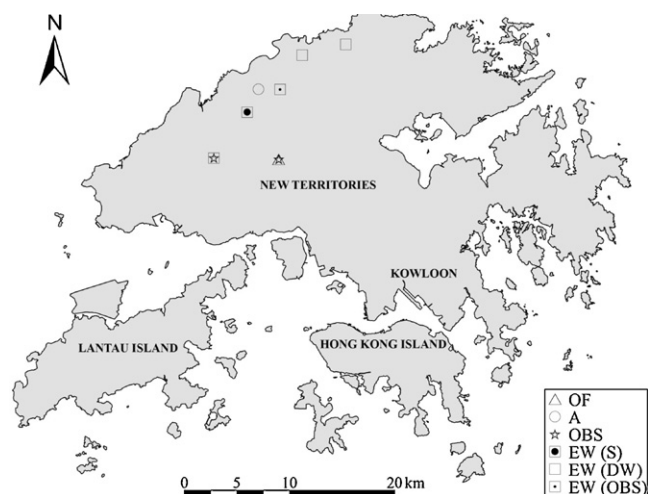 N
NEW TERRITORIES
KOWLOON
LANTAU ISLAND
HONG KONG ISLAND
OF
A
OBS
EW (S)
EW (DW)
EW (OBS)
0 5 10 20 km